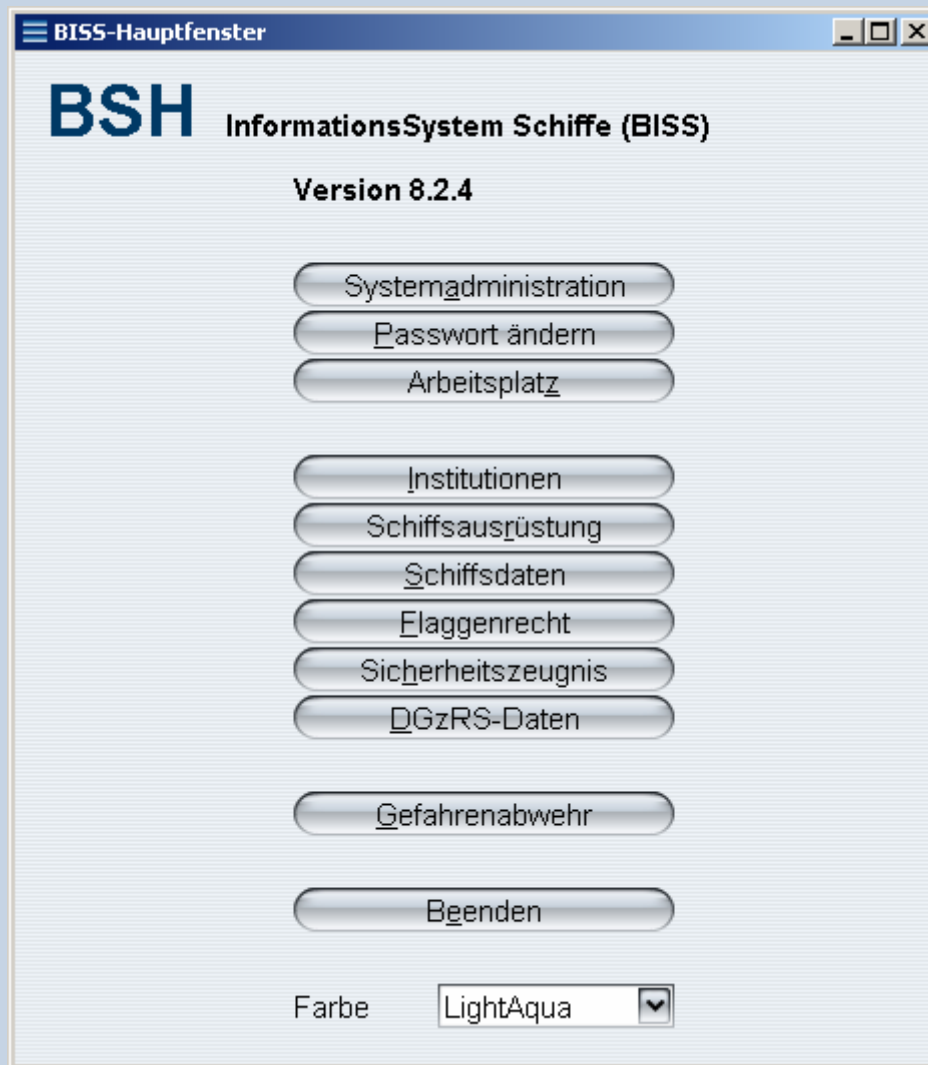 BISS-Hauptfenster
BSH InformationsSystem Schiffe (BISS)
Version 8.2.4
Systemadministration
Passwort ändern
Arbeitsplatz
Institutionen
Schiffsausrüstung
Schiffsdaten
Flaggenrecht
Sicherheitszeugnis
DGzRS-Daten
Gefahrenabwehr
Beenden
Farbe LightAqua